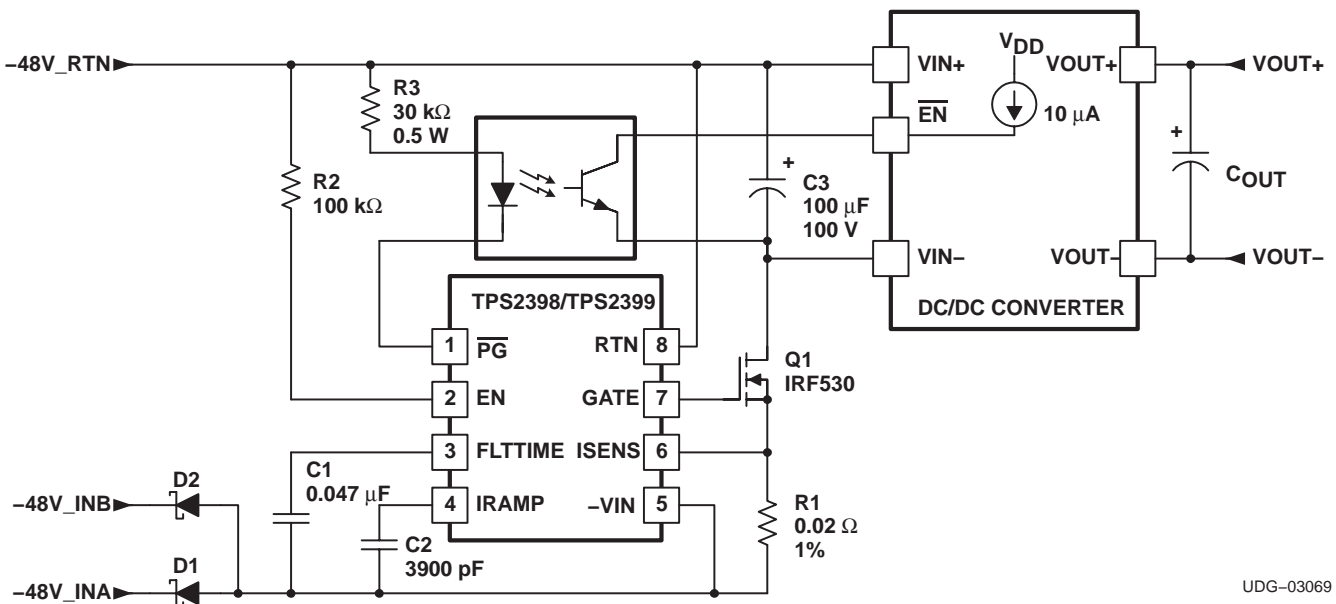 –48V_RTN
R3
30 kΩ
0.5 W
R2
100 kΩ
VIN+
EN
VDD
10 μA
VOUT+
VOUT+
+
C3
100 μF
100 V
+
COUT
VIN–
VOUT–
VOUT–
DC/DC CONVERTER
TPS2398/TPS2399
1 PG
RTN 8
2 EN
GATE 7
3 FLTTIME
ISENS 6
4 IRAMP
–VIN 5
Q1
IRF530
C1
0.047 μF
D2
–48V_INB
C2
3900 pF
R1
0.02 Ω
1%
D1
–48V_INA
UDG–03069